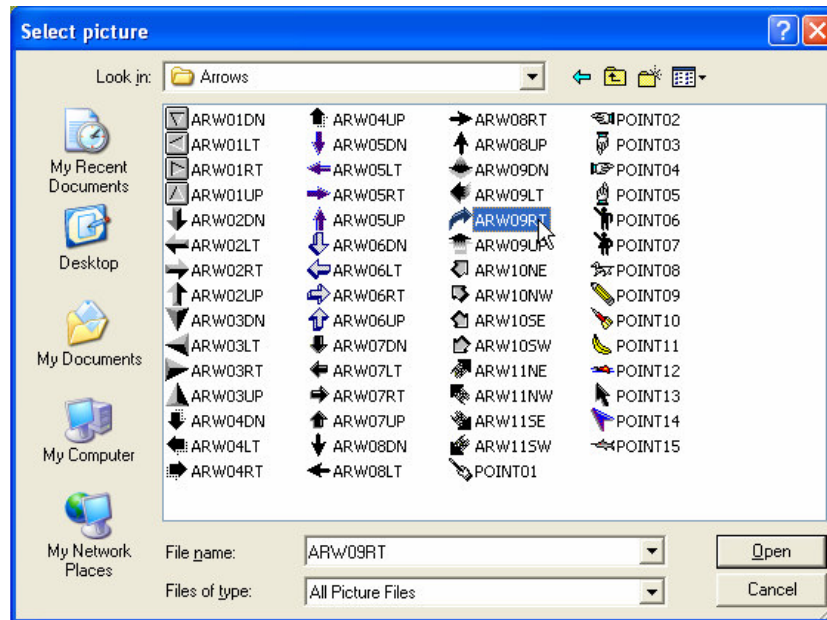 Select picture
Look in:
Arrows
My Recent
Documents
Desktop
My Documents
My Computer
My Network
Places
ARW01DN
ARW01LT
ARW01RT
ARW01UP
ARW02DN
ARW02LT
ARW02RT
ARW02UP
ARW03DN
ARW03LT
ARW03RT
ARW03UP
ARW04DN
ARW04LT
ARW04RT
ARW04UP
ARW05DN
ARW05LT
ARW05RT
ARW05UP
ARW06DN
ARW06LT
ARW06RT
ARW06UP
ARW07DN
ARW07LT
ARW07RT
ARW07UP
ARW08DN
ARW08LT
ARW08RT
ARW08UP
ARW09DN
ARW09LT
ARW09RT
ARW09UP
ARW10NE
ARW10NW
ARW10SE
ARW10SW
ARW11NE
ARW11NW
ARW11SE
ARW11SW
POINT01
POINT02
POINT03
POINT04
POINT05
POINT06
POINT07
POINT08
POINT09
POINT10
POINT11
POINT12
POINT13
POINT14
POINT15
File name:
ARW09RT
Open
Files of type:
All Picture Files
Cancel